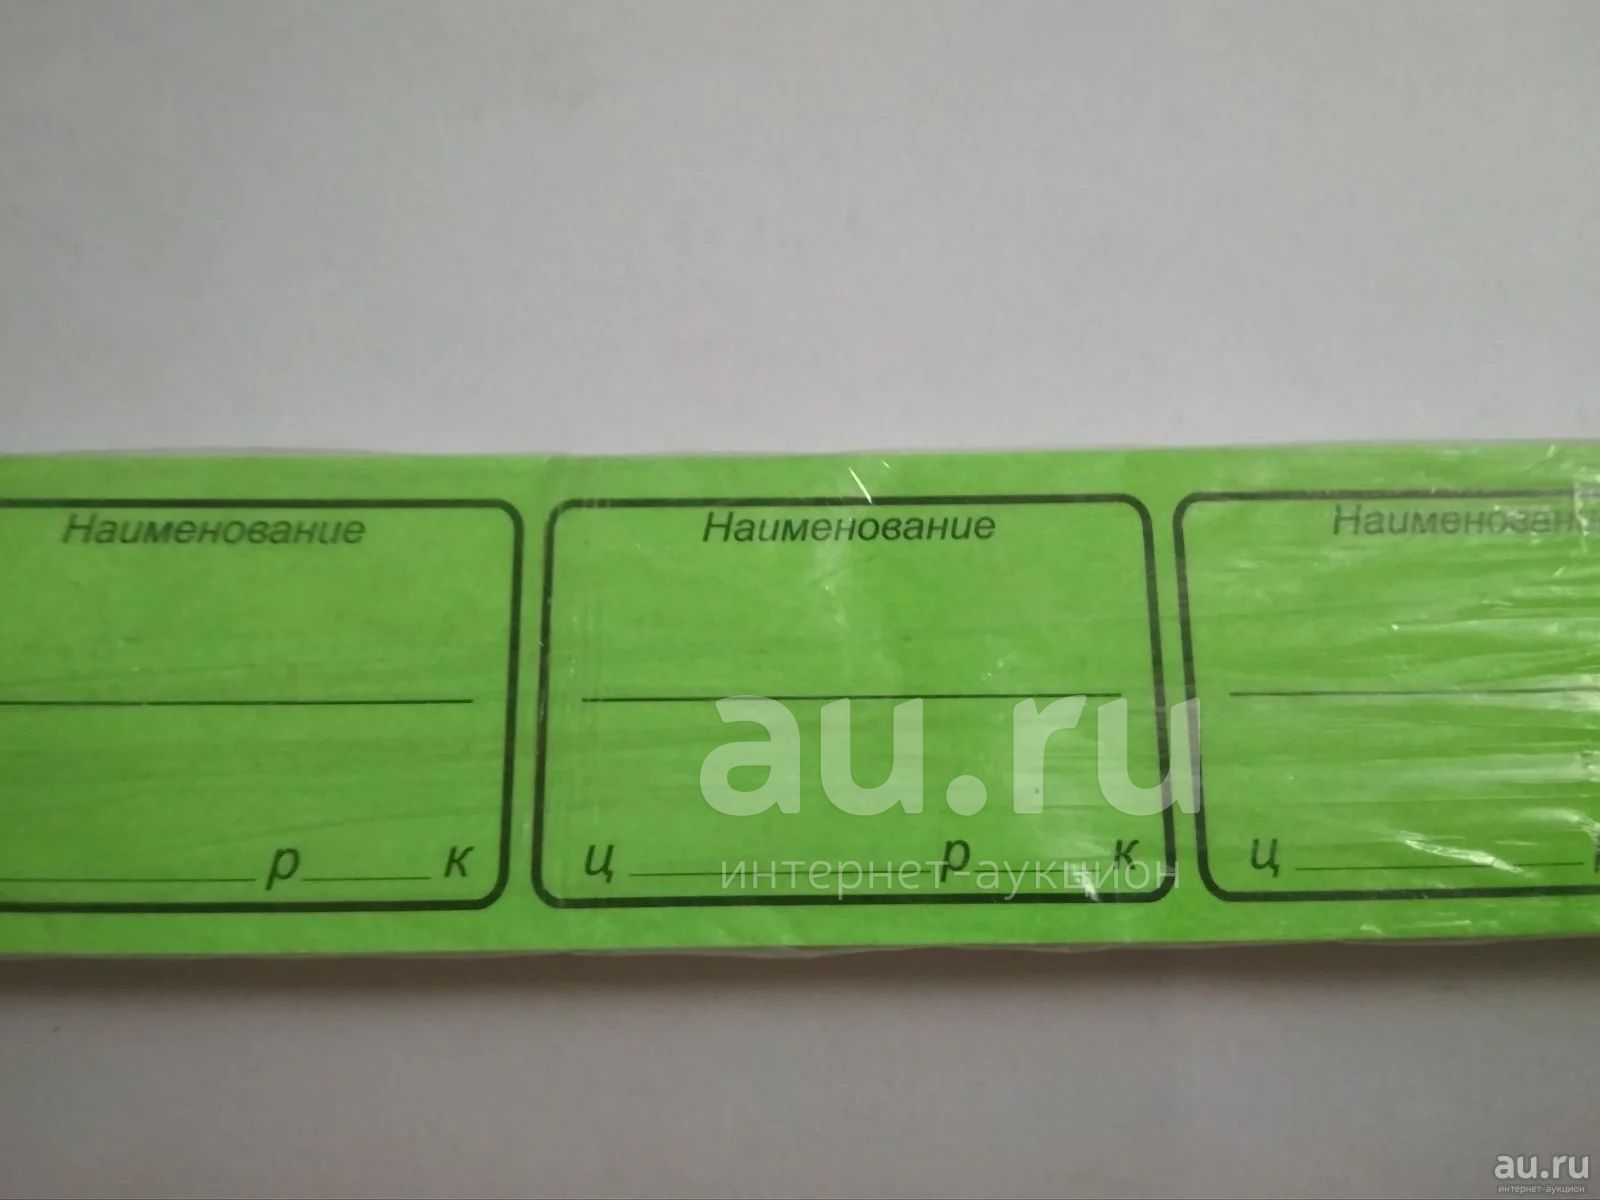 Наименование Наименование
р к ц р к ц
au.ru
интернет-аукцион
au.ru
интернет-аукцион